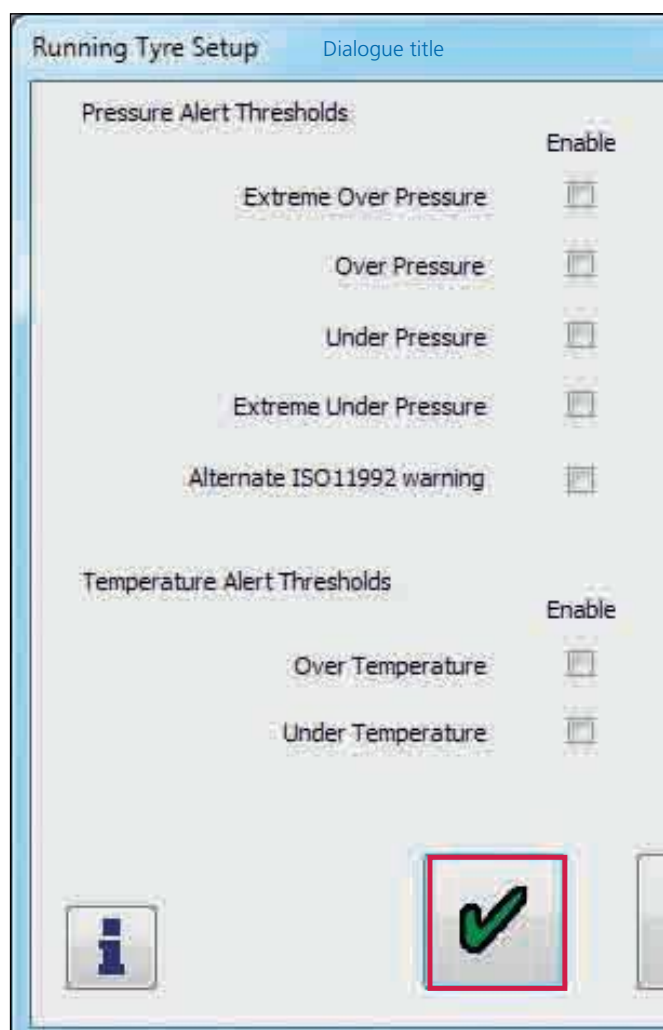 Running Tyre Setup Dialogue title
Pressure Alert Thresholds
Enable
Extreme Over Pressure
Over Pressure
Under Pressure
Extreme Under Pressure
Alternate ISO11992 warning
Temperature Alert Thresholds
Enable
Over Temperature
Under Temperature
i